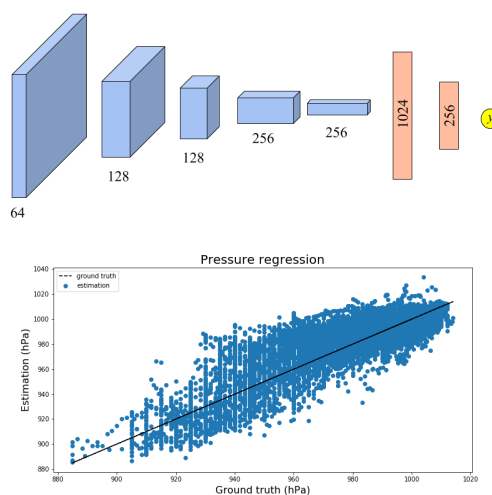 1024
256
y
256
256
128
128
64
Pressure regression
ground truth
estimation
Estimation (hPa)
1040
1020
1000
980
960
940
920
900
880
880 900 920 940 960 980 1000 1020
Ground truth (hPa)